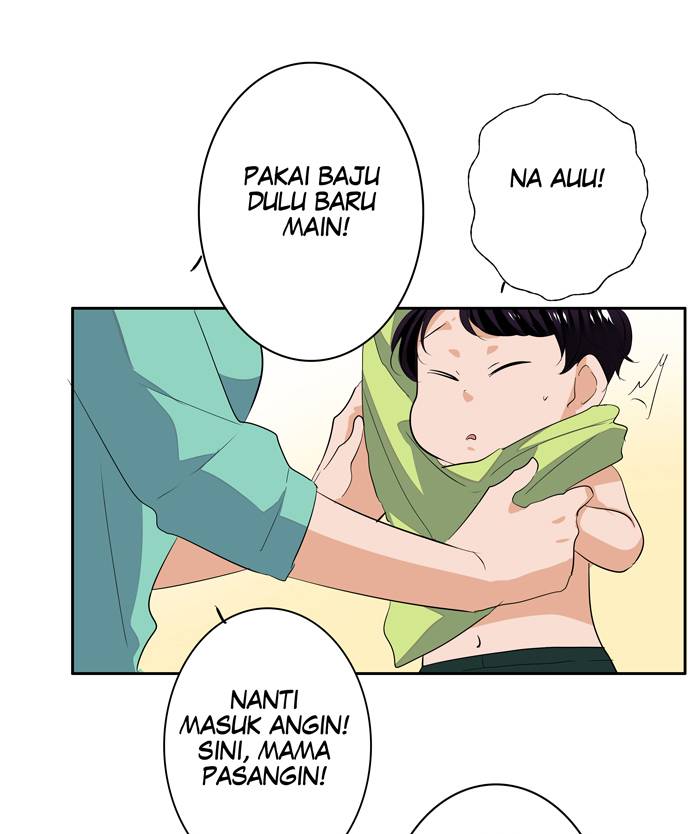 PAKAI BAJU
DULU BARU
MAIN!
NA AUU!
NANTI
MASUK ANGIN!
SINI, MAMA
PASANGIN!